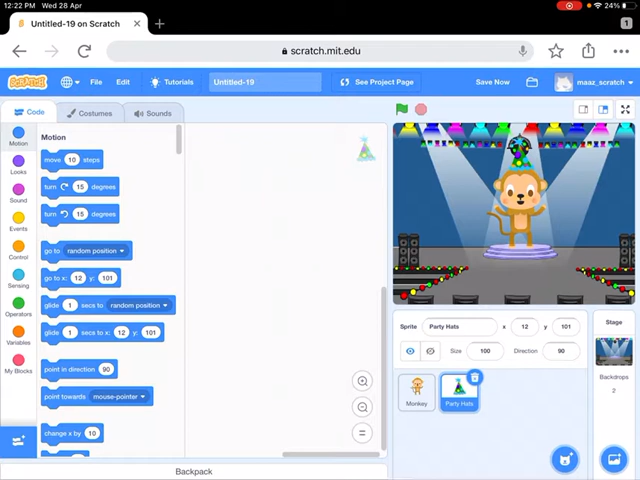 12:22 PM Wed 28 Apr
24%
Untitled-19 on Scratch
1
scratch.mit.edu
SCRATCH
File
Edit
Tutorials
Untitled-19
See Project Page
Save Now
maaz_scratch
Code
Costumes
Sounds
Motion
Looks
Sound
Events
Control
Sensing
Operators
Variables
My Blocks
Motion
move 10 steps
turn 15 degrees
turn 15 degrees
go to random position
go to x: 12 y: 101
glide 1 secs to random position
glide 1 secs to x: 12 y: 101
point in direction 90
point towards mouse-pointer
change x by 10
Backpack
Sprite Party Hats x 12 y 101
Size 100 Direction 90
Monkey
Party Hats
Stage
Backdrops
2